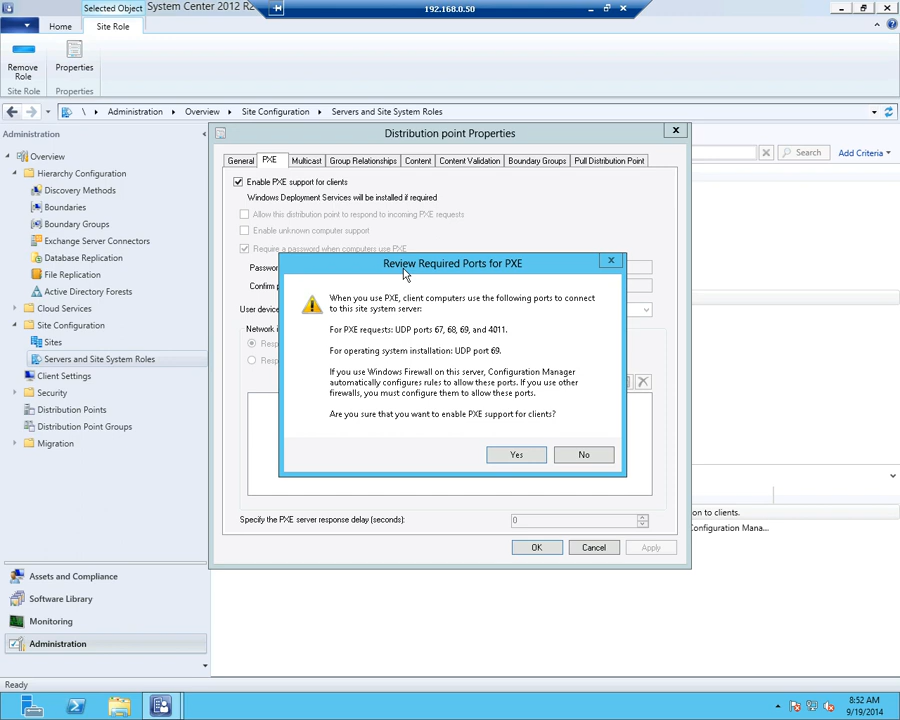 Selected Object
System Center 2012 R2
192.168.0.50
Home
Site Role
Remove
Role
Properties
Site Role
Properties
\ Administration Overview Site Configuration Servers and Site System Roles
Administration
Search
Add Criteria
Overview
Hierarchy Configuration
Discovery Methods
Boundaries
Boundary Groups
Exchange Server Connectors
Database Replication
File Replication
Active Directory Forests
Cloud Services
Site Configuration
Sites
Servers and Site System Roles
Client Settings
Security
Distribution Points
Distribution Point Groups
Migration
Assets and Compliance
Software Library
Monitoring
Administration
Ready
Distribution point Properties
General PXE Multicast Group Relationships Content Content Validation Boundary Groups Pull Distribution Point
Enable PXE support for clients
Windows Deployment Services will be installed if required
Allow this distribution point to respond to incoming PXE requests
Enable unknown computer support
Require a password when computers use PXE
Passwor
Confirm p
User device
Network i
Resp
Resp
Specify the PXE server response delay (seconds):
0
OK Cancel Apply
Review Required Ports for PXE
When you use PXE, client computers use the following ports to connect
to this site system server:
For PXE requests: UDP ports 67, 68, 69, and 4011.
For operating system installation: UDP port 69.
If you use Windows Firewall on this server, Configuration Manager
automatically configures rules to allow these ports. If you use other
firewalls, you must configure them to allow these ports.
Are you sure that you want to enable PXE support for clients?
Yes No
on to clients.
Configuration Mana...
8:52 AM
9/19/2014